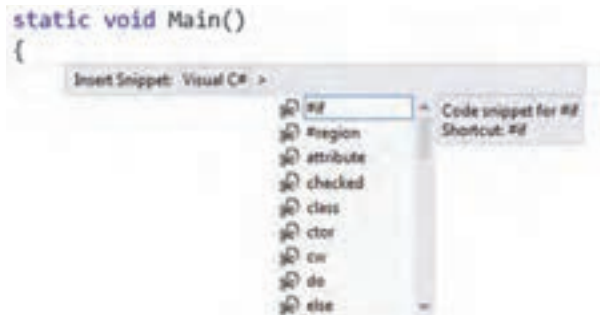 static void Main()
{
Insert Snippet: Visual C# >
#if
#region
attribute
checked
class
ctor
cw
do
else
Code snippet for #if
Shortcut: #if